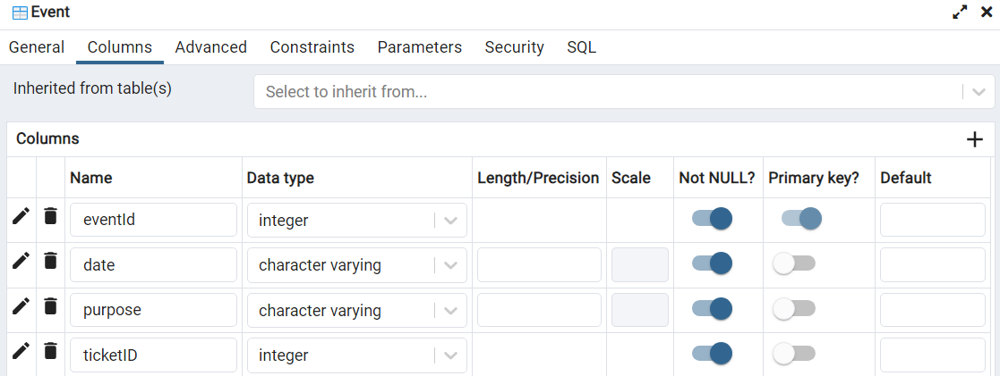 Event
General Columns Advanced Constraints Parameters Security SQL
Inherited from table(s) Select to inherit from...
Columns
Name Data type Length/Precision Scale Not NULL? Primary key? Default
eventId integer
date character varying
purpose character varying
ticketID integer